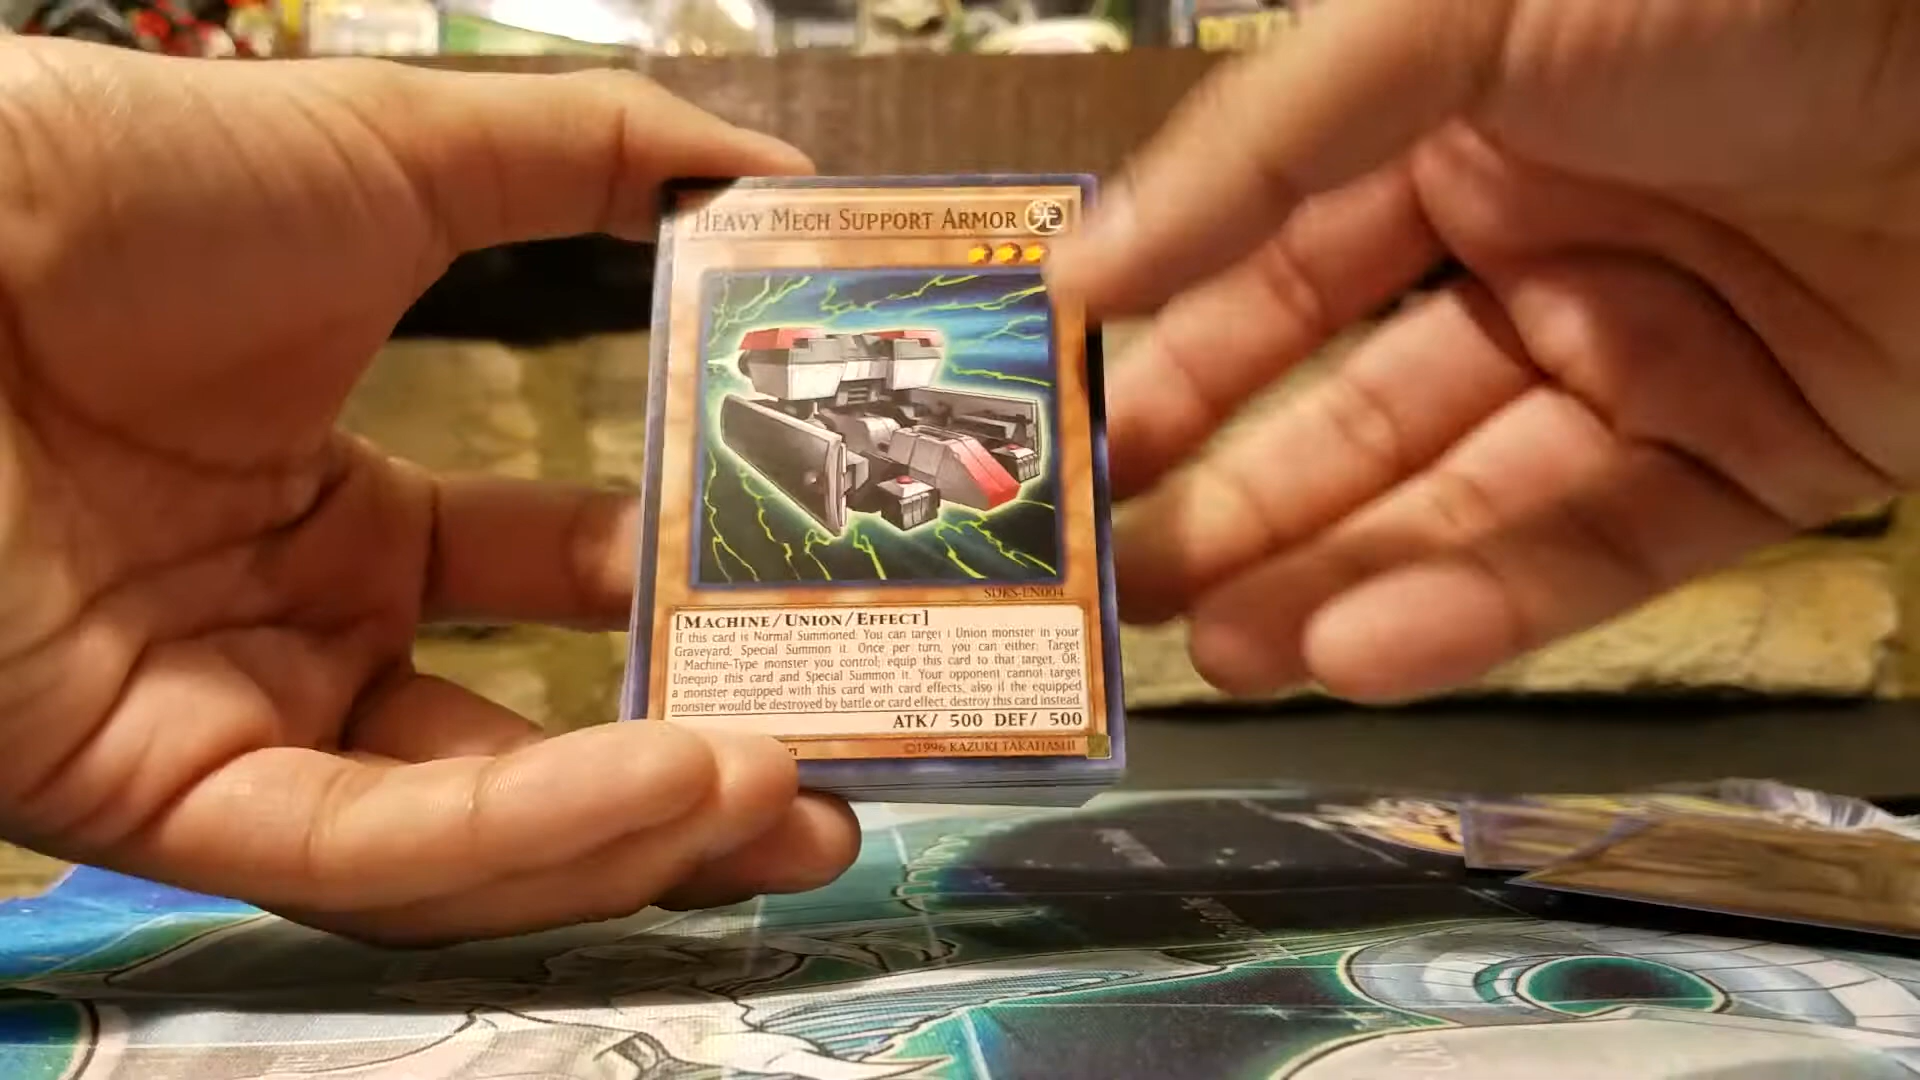 HEAVY MECH SUPPORT ARMOR 光
SDKS-EN004
[MACHINE/UNION/EFFECT]
If this card is Normal Summoned: You can target 1 Union monster in your
Graveyard; Special Summon it. Once per turn, you can either: Target
1 Machine-Type monster you control; equip this card to that target, OR:
Unequip this card and Special Summon it. Your opponent cannot target
a monster equipped with this card with card effects, also if the equipped
monster would be destroyed by battle or card effect, destroy this card instead.
ATK/ 500 DEF/ 500
©1996 KAZUKI TAKAHASHI